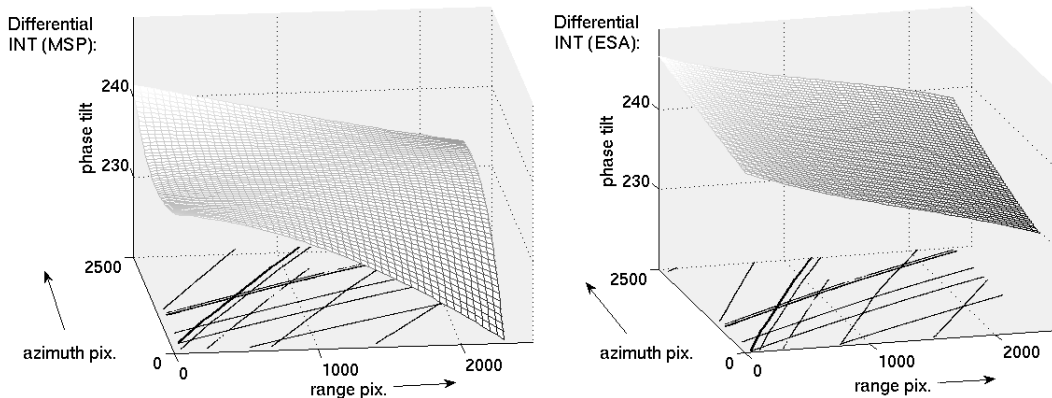 Differential
INT (MSP):
240
phase tilt
230
2500
azimuth pix.
0
0
1000
2000
range pix.
Differential
INT (ESA):
240
phase tilt
230
2500
azimuth pix.
0
0
1000
2000
range pix.